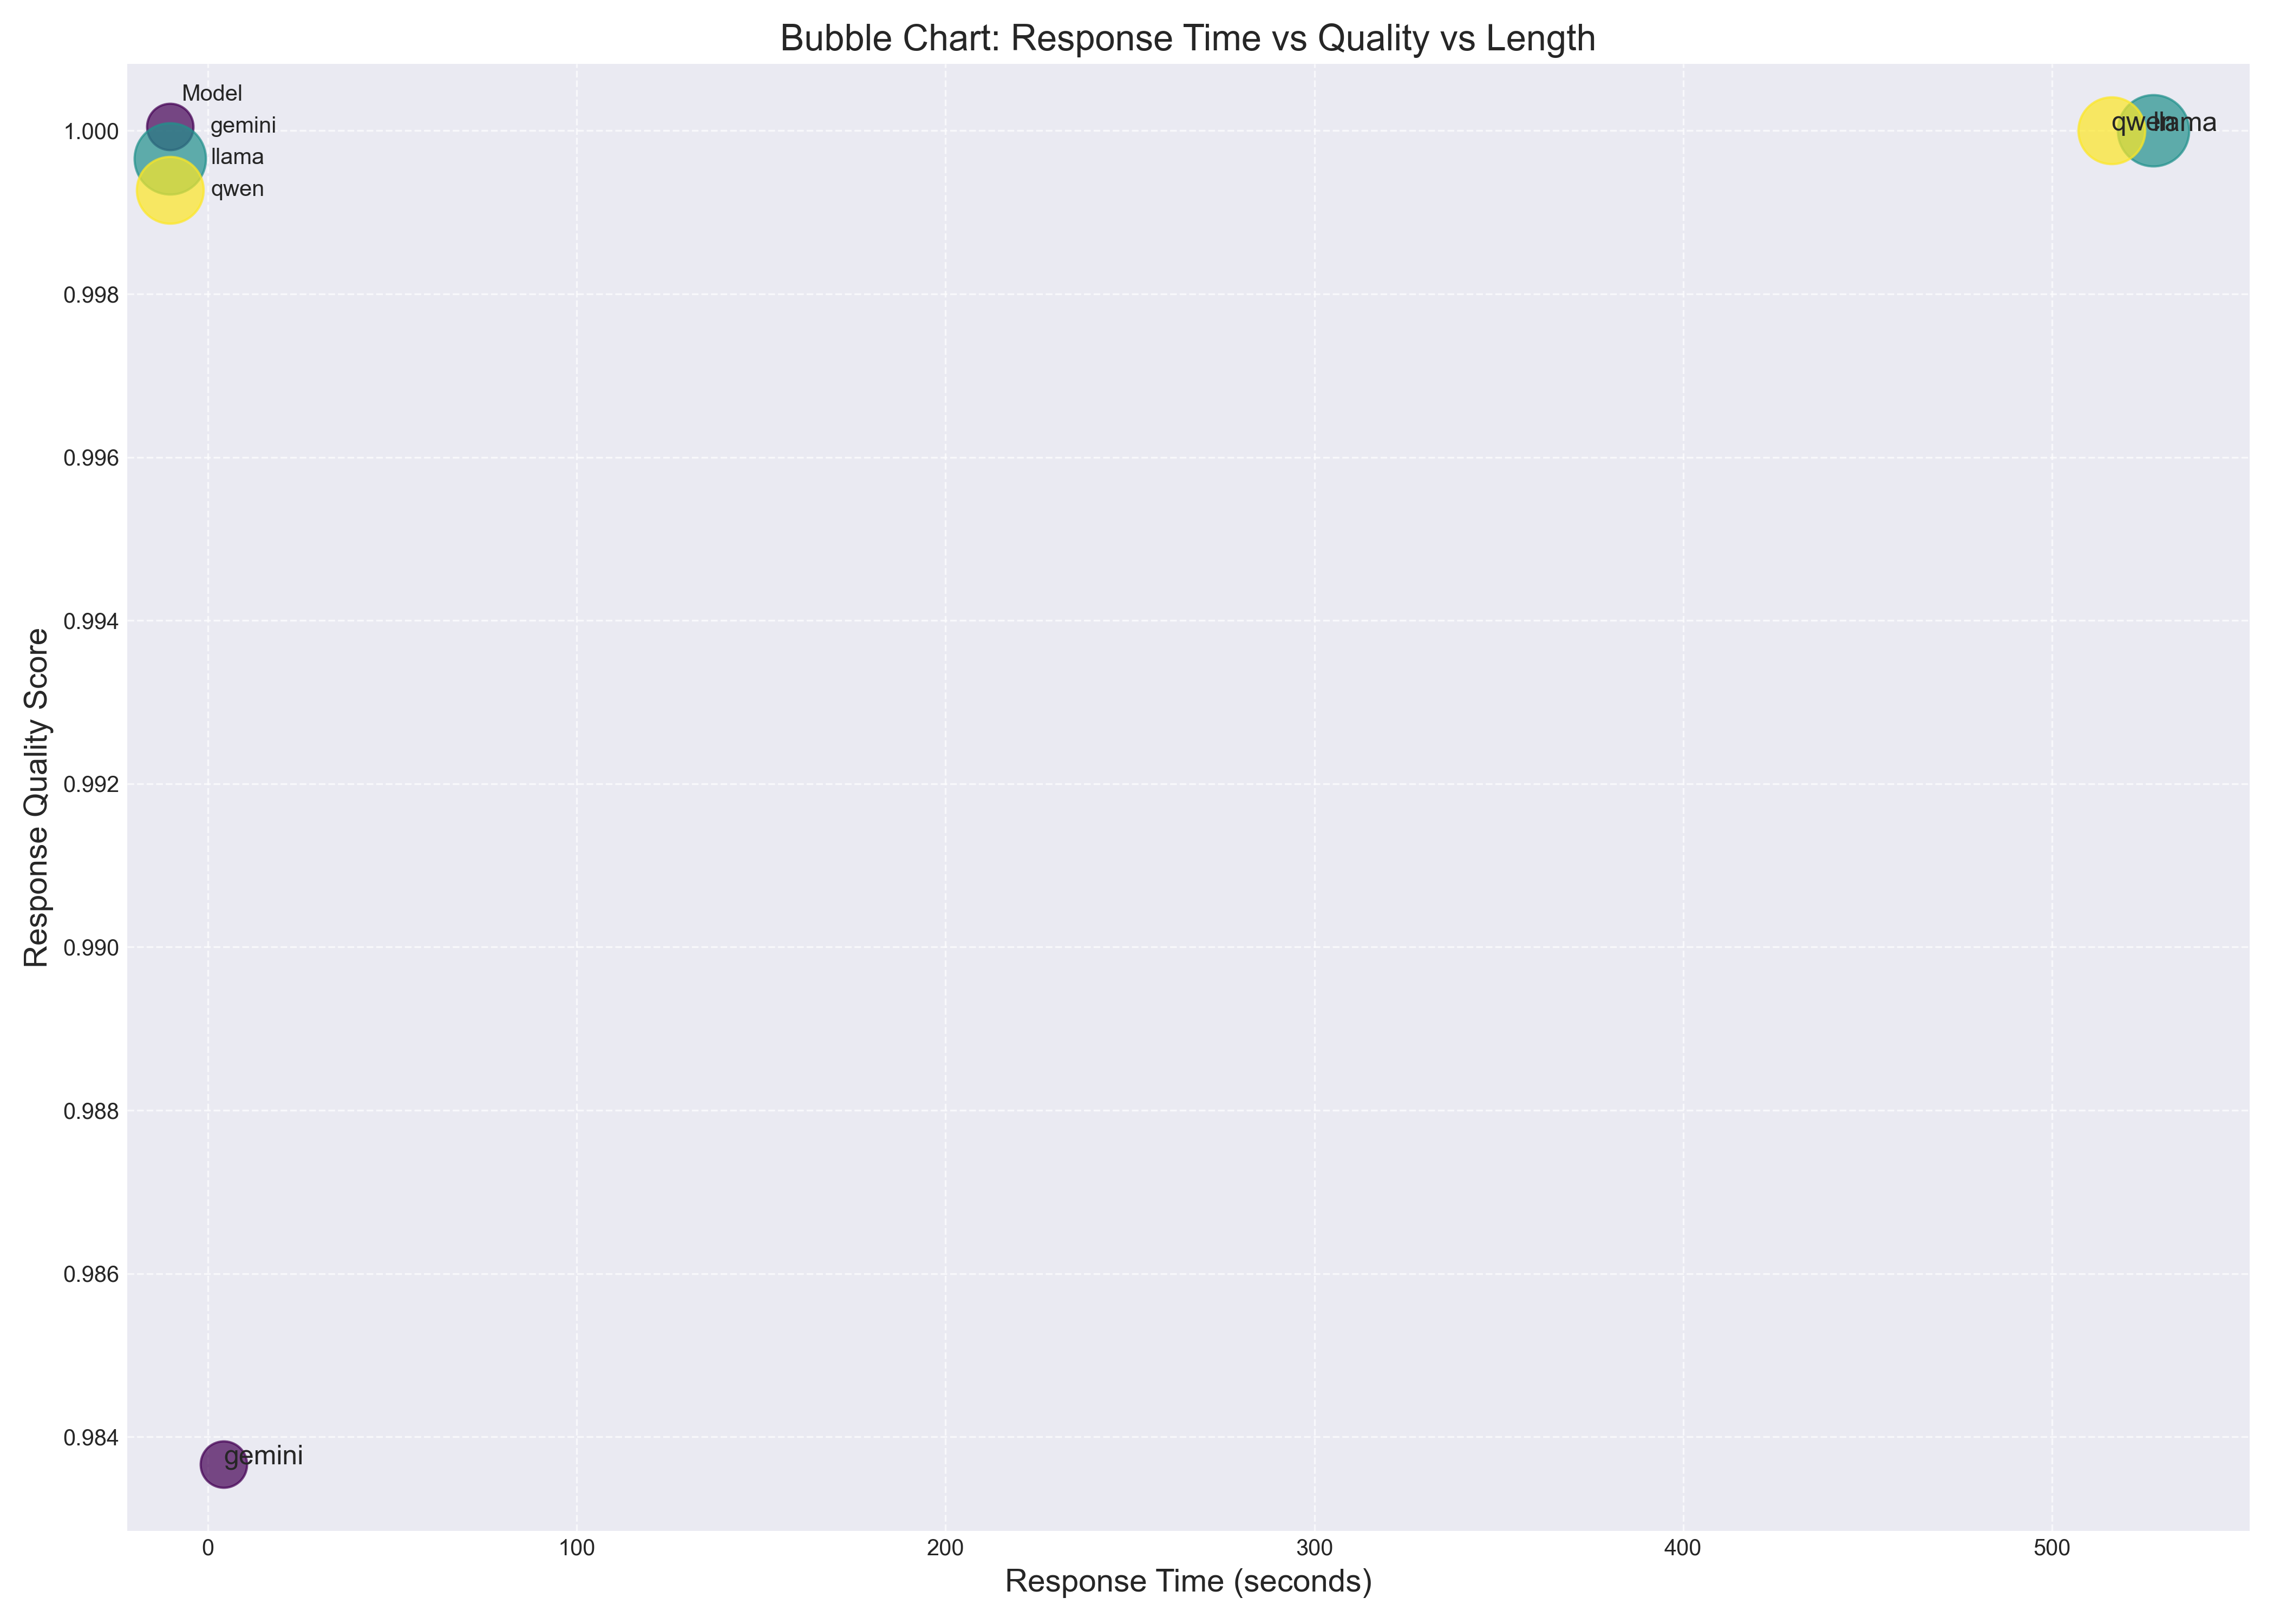 Bubble Chart: Response Time vs Quality vs Length
Model
gemini
llama
qwen
1.000
0.998
0.996
0.994
0.992
0.990
0.988
0.986
0.984
Response Quality Score
qwen
llama
gemini
0
100
200
300
400
500
Response Time (seconds)